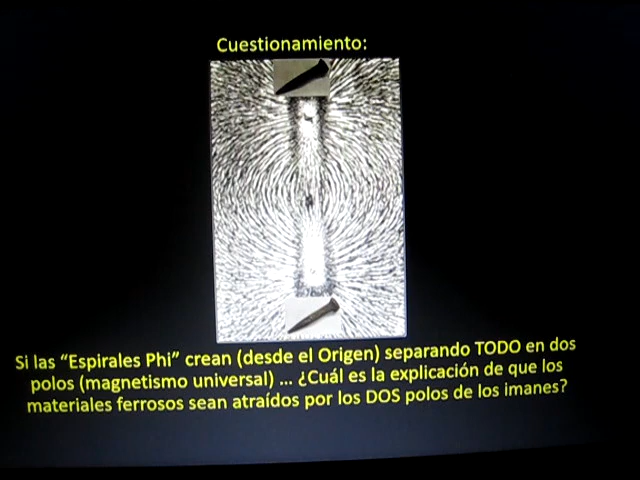 Cuestionamiento:
Si las “Espirales Phi” crean (desde el Origen) separando TODO en dos
polos (magnetismo universal) ... ¿Cuál es la explicación de que los
materiales ferrosos sean atraídos por los DOS polos de los imanes?